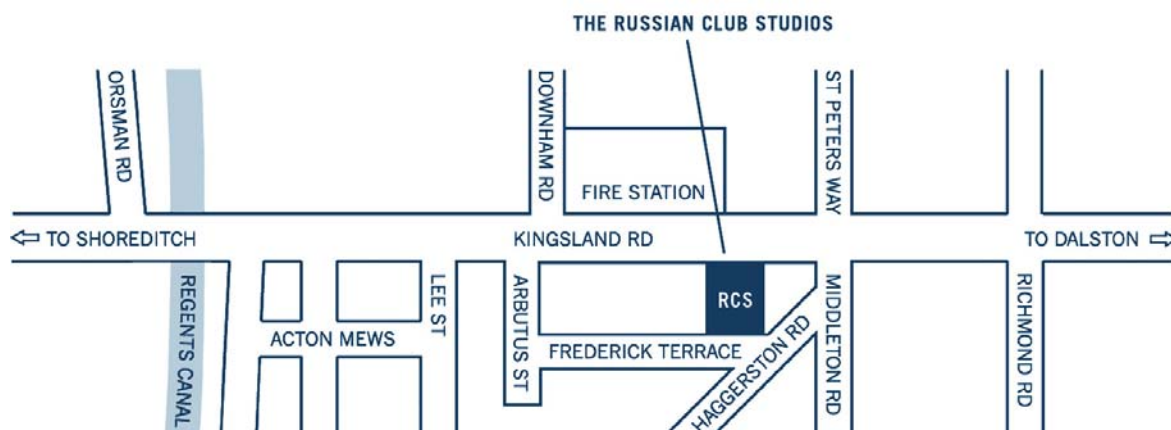 THE RUSSIAN CLUB STUDIOS
ORSMAN RD
DOWNHAM RD
ST PETERS WAY
FIRE STATION
TO SHOREDITCH
KINGSLAND RD
TO DALSTON
REGENTS CANAL
LEE ST
ARBUTUS ST
RCS
MIDDLETON RD
RICHMOND RD
ACTON MEWS
FREDERICK TERRACE
HAGGERSTON RD